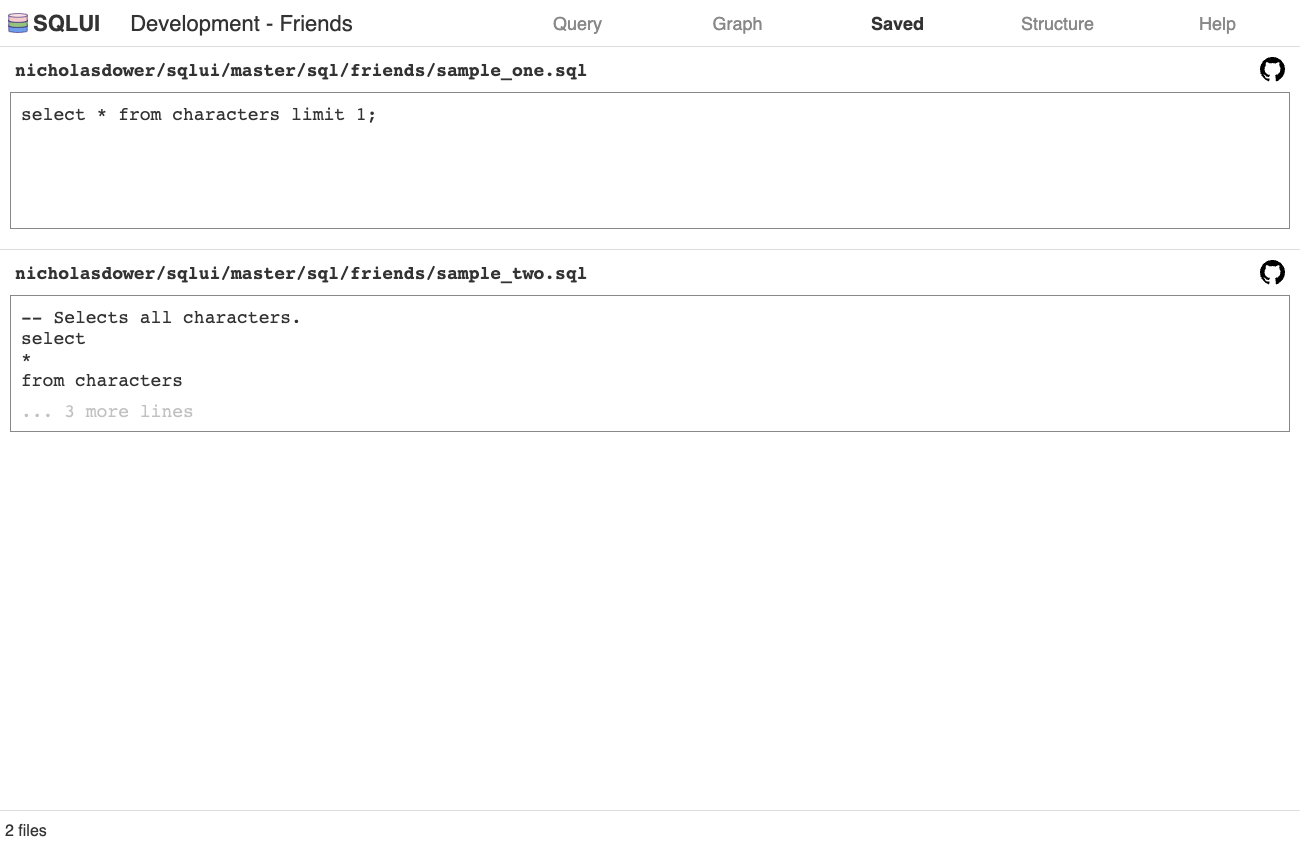 SQLUI Development - Friends Query Graph Saved Structure Help
nicholasdower/sqlui/master/sql/friends/sample_one.sql
select * from characters limit 1;
nicholasdower/sqlui/master/sql/friends/sample_two.sql
-- Selects all characters.
select
*
from characters
... 3 more lines
2 files